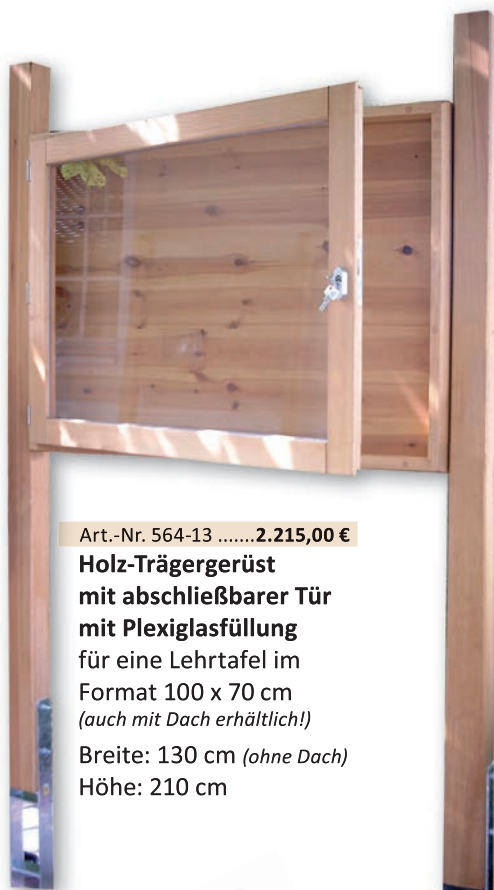 Art.-Nr. 564-13 .......2.215,00 €
Holz-Trägergerüst
mit abschließbarer Tür
mit Plexiglasfüllung
für eine Lehrtafel im
Format 100 x 70 cm
(auch mit Dach erhältlich!)
Breite: 130 cm (ohne Dach)
Höhe: 210 cm